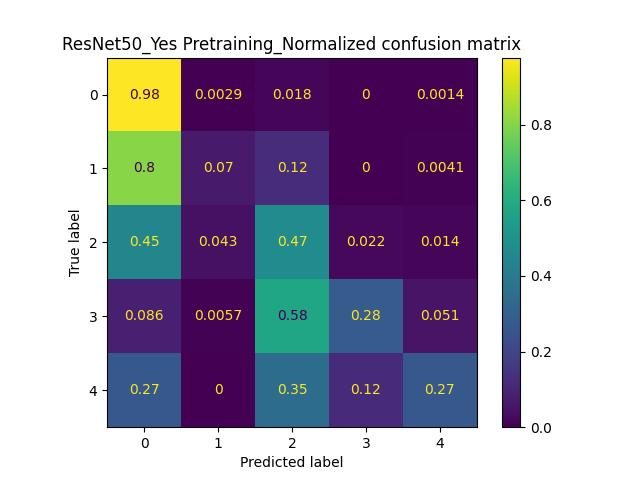 ResNet50_Yes Pretraining_Normalized confusion matrix
0 0.98 0.0029 0.018 0 0.0014
1 0.8 0.07 0.12 0 0.0041
2 0.45 0.043 0.47 0.022 0.014
3 0.086 0.0057 0.58 0.28 0.051
4 0.27 0 0.35 0.12 0.27
0 1 2 3 4
Predicted label
True label
0.8
0.6
0.4
0.2
0.0